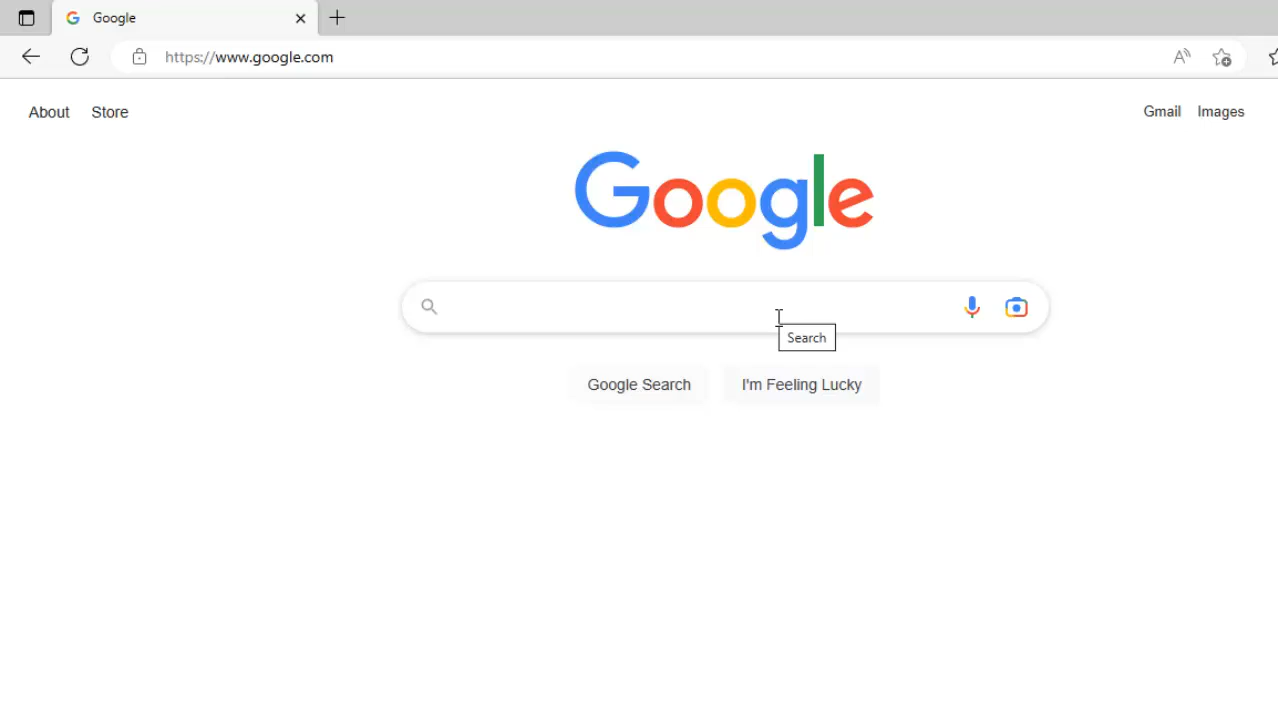 Google
https://www.google.com
About Store
Gmail Images
Google
Search
Google Search I'm Feeling Lucky